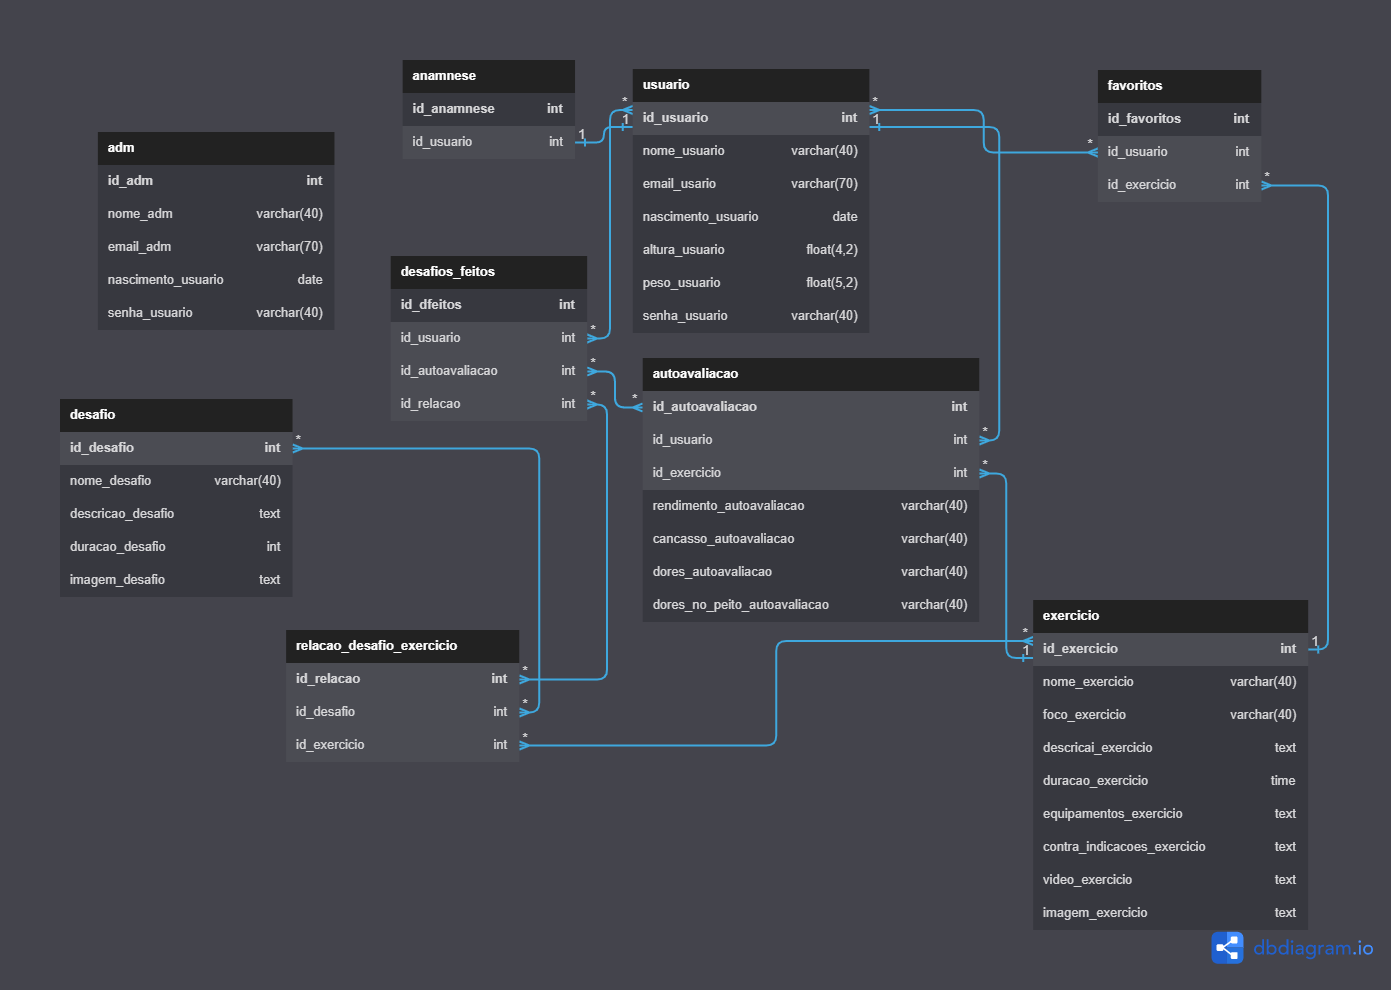 anamnese
id_anamnese int
id_usuario int
1
usuario
id_usuario int
nome_usuario varchar(40)
email_usario varchar(70)
nascimento_usuario date
altura_usuario float(4,2)
peso_usuario float(5,2)
senha_usuario varchar(40)
*
1
*
1
favoritos
id_favoritos int
id_usuario int
id_exercicio int
*
*
adm
id_adm int
nome_adm varchar(40)
email_adm varchar(70)
nascimento_usuario date
senha_usuario varchar(40)
desafios_feitos
id_dfeitos int
id_usuario int
id_autoavaliacao int
id_relacao int
*
*
*
autoavaliacao
id_autoavaliacao int
id_usuario int
id_exercicio int
rendimento_autoavaliacao varchar(40)
cancasso_autoavaliacao varchar(40)
dores_autoavaliacao varchar(40)
dores_no_peito_autoavaliacao varchar(40)
*
*
*
desafio
id_desafio int
nome_desafio varchar(40)
descricao_desafio text
duracao_desafio int
imagem_desafio text
*
relacao_desafio_exercicio
id_relacao int
id_desafio int
id_exercicio int
*
*
*
exercicio
id_exercicio int
nome_exercicio varchar(40)
foco_exercicio varchar(40)
descricai_exercicio text
duracao_exercicio time
equipamentos_exercicio text
contra_indicacoes_exercicio text
video_exercicio text
imagem_exercicio text
*
1
1
dbdiagram.io